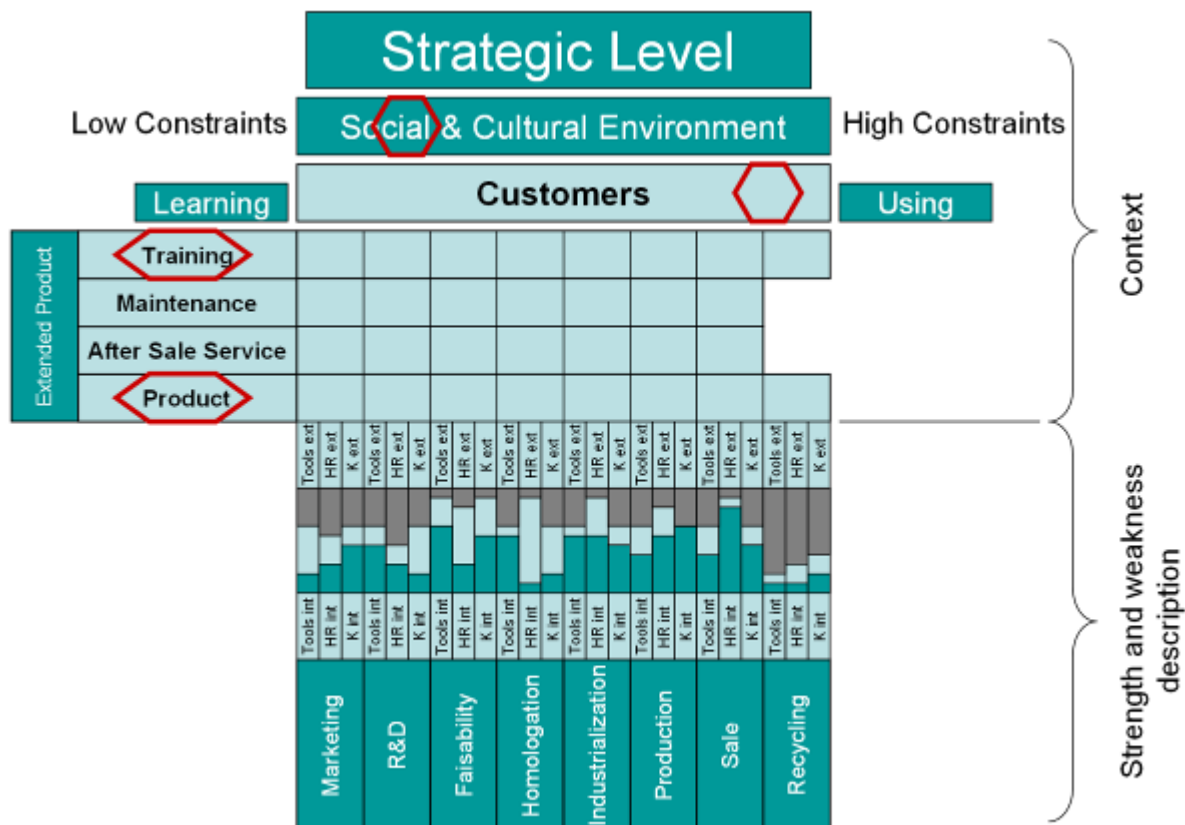 Strategic Level
Low Constraints
Social & Cultural Environment
High Constraints
Learning
Customers
Using
Extended Product
Training
Maintenance
After Sale Service
Product
Context
Tools ext
HR ext
K ext
Tools ext
HR ext
K ext
Tools ext
HR ext
K ext
Tools ext
HR ext
K ext
Tools ext
HR ext
K ext
Tools ext
HR ext
K ext
Tools ext
HR ext
K ext
Tools ext
HR ext
K ext
Tools int
HR int
K int
Tools int
HR int
K int
Tools int
HR int
K int
Tools int
HR int
K int
Tools int
HR int
K int
Tools int
HR int
K int
Tools int
HR int
K int
Tools int
HR int
K int
Marketing
R&D
Faisability
Homologation
Industrialization
Production
Sale
Recycling
Strength and weakness
description